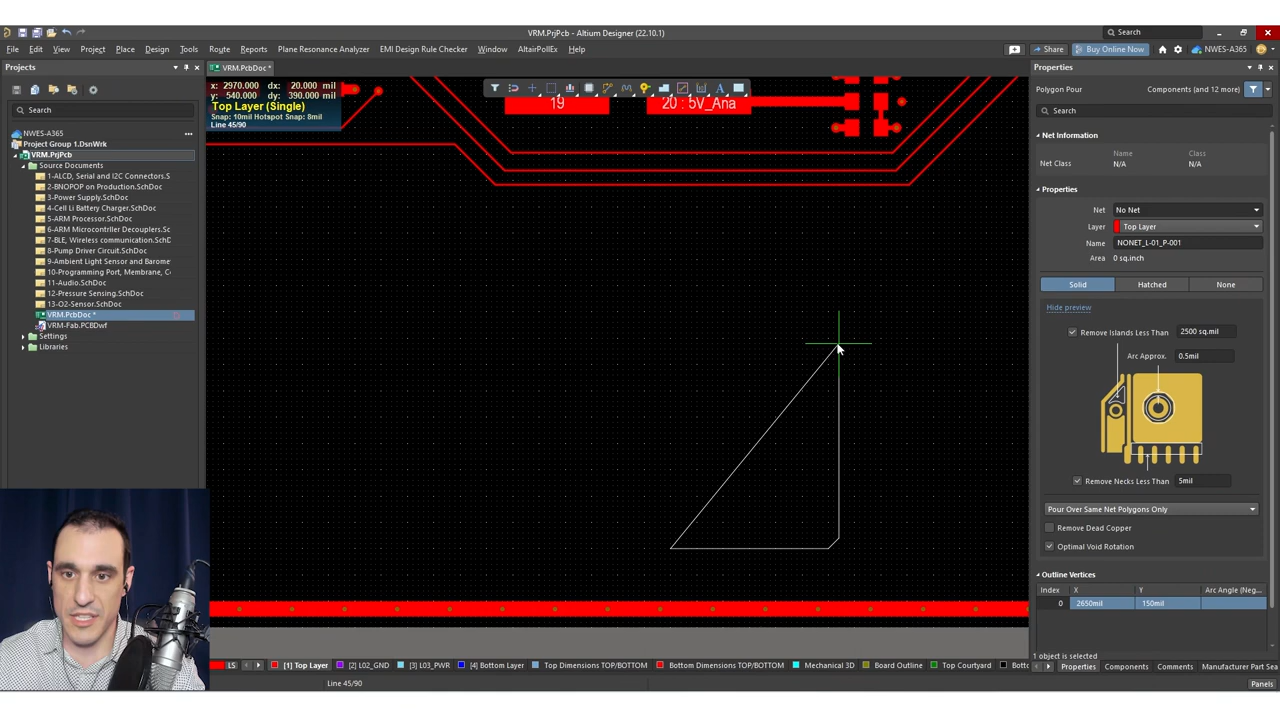 VRM.PrjPcb - Altium Designer (22.10.1)
Search
File Edit View Project Place Design Tools Route Reports Plane Resonance Analyzer EMI Design Rule Checker Window AltairPollEx Help
Share Buy Online Now NWES-A365
Projects
VRM.PcbDoc *
Properties
x: 2970.000 dx: 20.000 mil
y: 540.000 dy: 390.000 mil
Top Layer (Single)
Snap: 10mil Hotspot Snap: 8mil
Line 45/90
19
20 : 5V_Ana
Search
NWES-A365
Project Group 1.DsnWrk
VRM.PrjPcb
Source Documents
1-ALCD, Serial and I2C Connectors.S
2-BNOPOP on Production.SchDoc
3-Power Supply.SchDoc
4-Cell Li Battery Charger.SchDoc
5-ARM Processor.SchDoc
6-ARM Microcontrller Decouplers.Sc
7-BLE, Wireless communication.SchD
8-Pump Driver Circuit.SchDoc
9-Ambient Light Sensor and Barome
10-Programming Port, Membrane, C
11-Audio.SchDoc
12-Pressure Sensing.SchDoc
13-O2-Sensor.SchDoc
VRM.PcbDoc *
VRM-Fab.PCBDwf
Settings
Libraries
Polygon Pour Components (and 12 more)
Search
Net Information
Name Class
Net Class N/A N/A
Properties
Net No Net
Layer Top Layer
Name NONET_L-01_P-001
Area 0 sq.inch
Solid Hatched None
Hide preview
Remove Islands Less Than 2500 sq.mil
Arc Approx. 0.5mil
Remove Necks Less Than 5mil
Pour Over Same Net Polygons Only
Remove Dead Copper
Optimal Void Rotation
Outline Vertices
Index X Y Arc Angle (Neg...
0 2650mil 150mil
1 object is selected
LS [1] Top Layer [2] L02_GND [3] L03_PWR [4] Bottom Layer Top Dimensions TOP/BOTTOM Bottom Dimensions TOP/BOTTOM Mechanical 3D Board Outline Top Courtyard Bott
Properties Components Comments Manufacturer Part Sea
Line 45/90
Panels